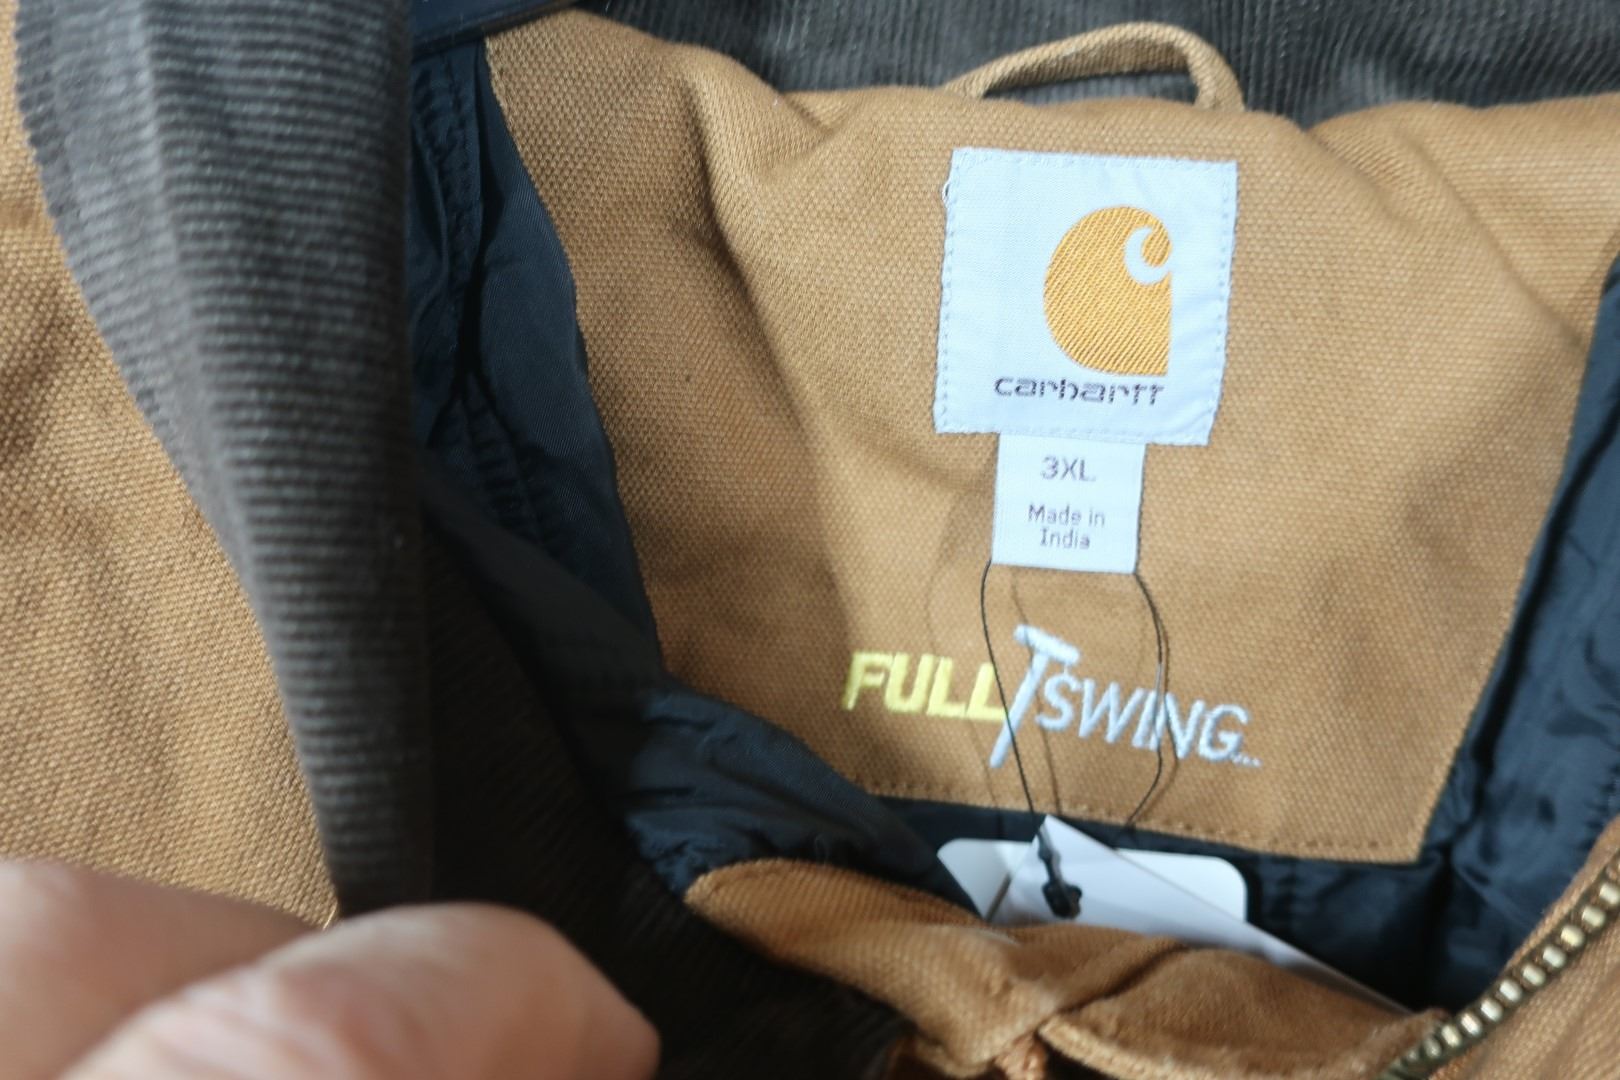 carhartt
3XL
Made in
India
FULL SWING